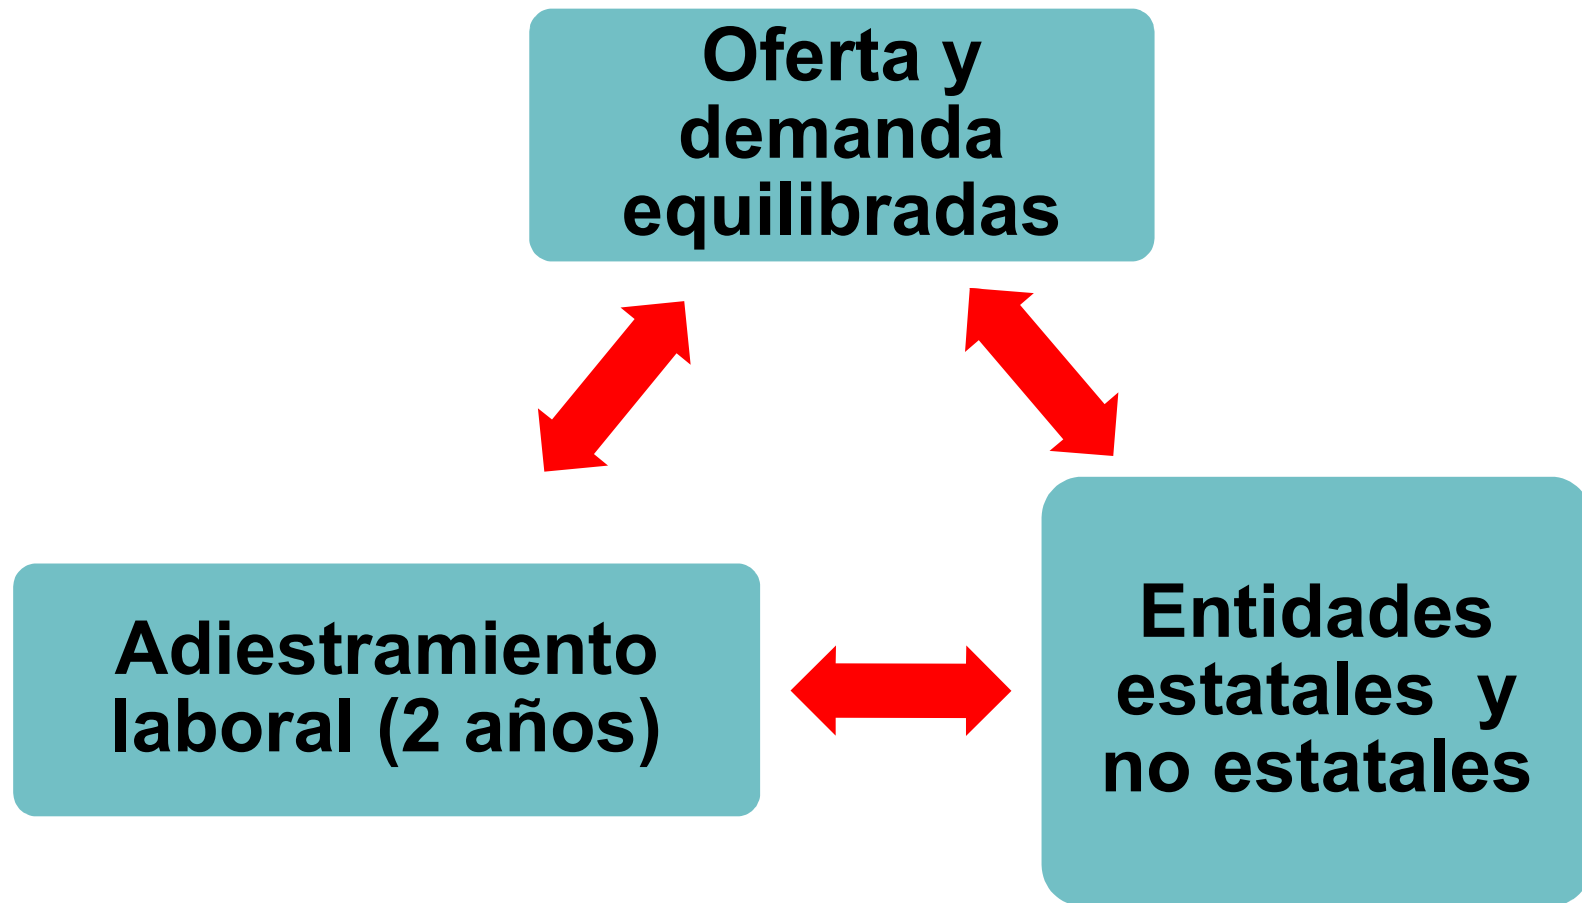 Oferta y
demanda
equilibradas
Adiestramiento
laboral (2 años)
Entidades
estatales y
no estatales